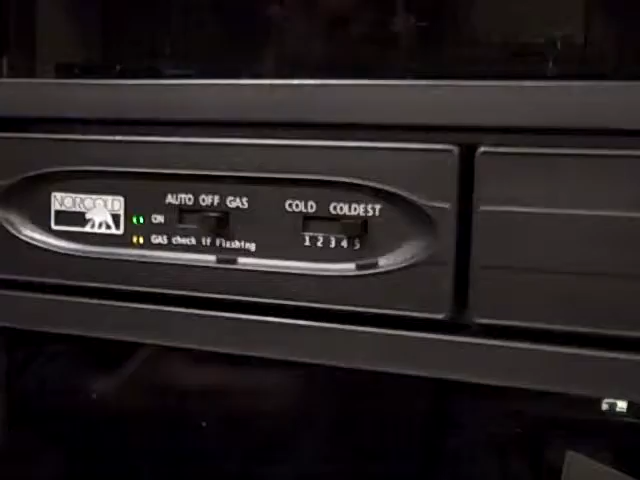 NORCOLD
AUTO OFF GAS
ON
GAS check if Flashing
COLD COLDEST
1 2 3 4 5